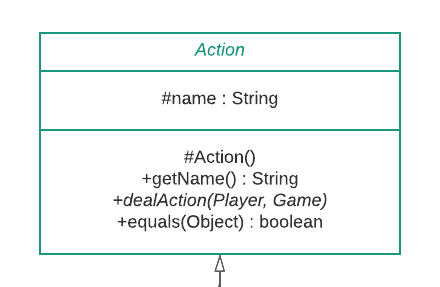 Action
#name : String
#Action()
+getName() : String
+dealAction(Player, Game)
+equals(Object) : boolean